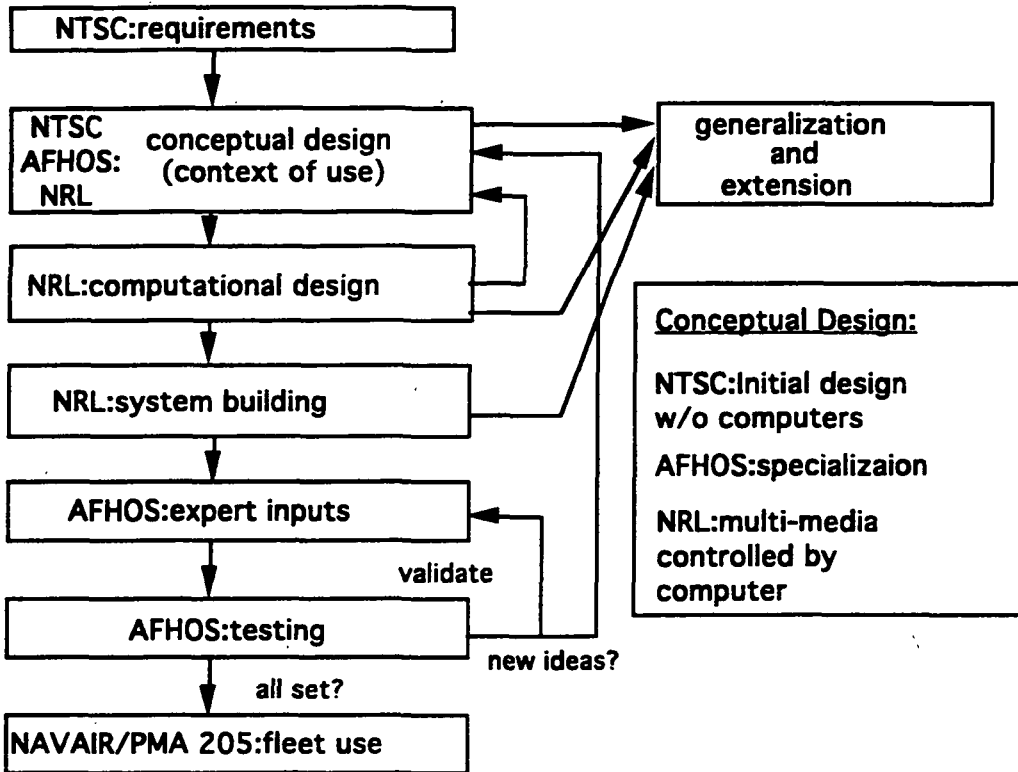 NTSC:requirements
NTSC
AFHOS:
NRL
conceptual design
(context of use)
generalization
and
extension
NRL:computational design
Conceptual Design:
NTSC:Initial design
w/o computers
AFHOS:specializaion
NRL:multi-media
controlled by
computer
NRL:system building
AFHOS:expert inputs
validate
AFHOS:testing
new ideas?
all set?
NAVAIR/PMA 205:fleet use